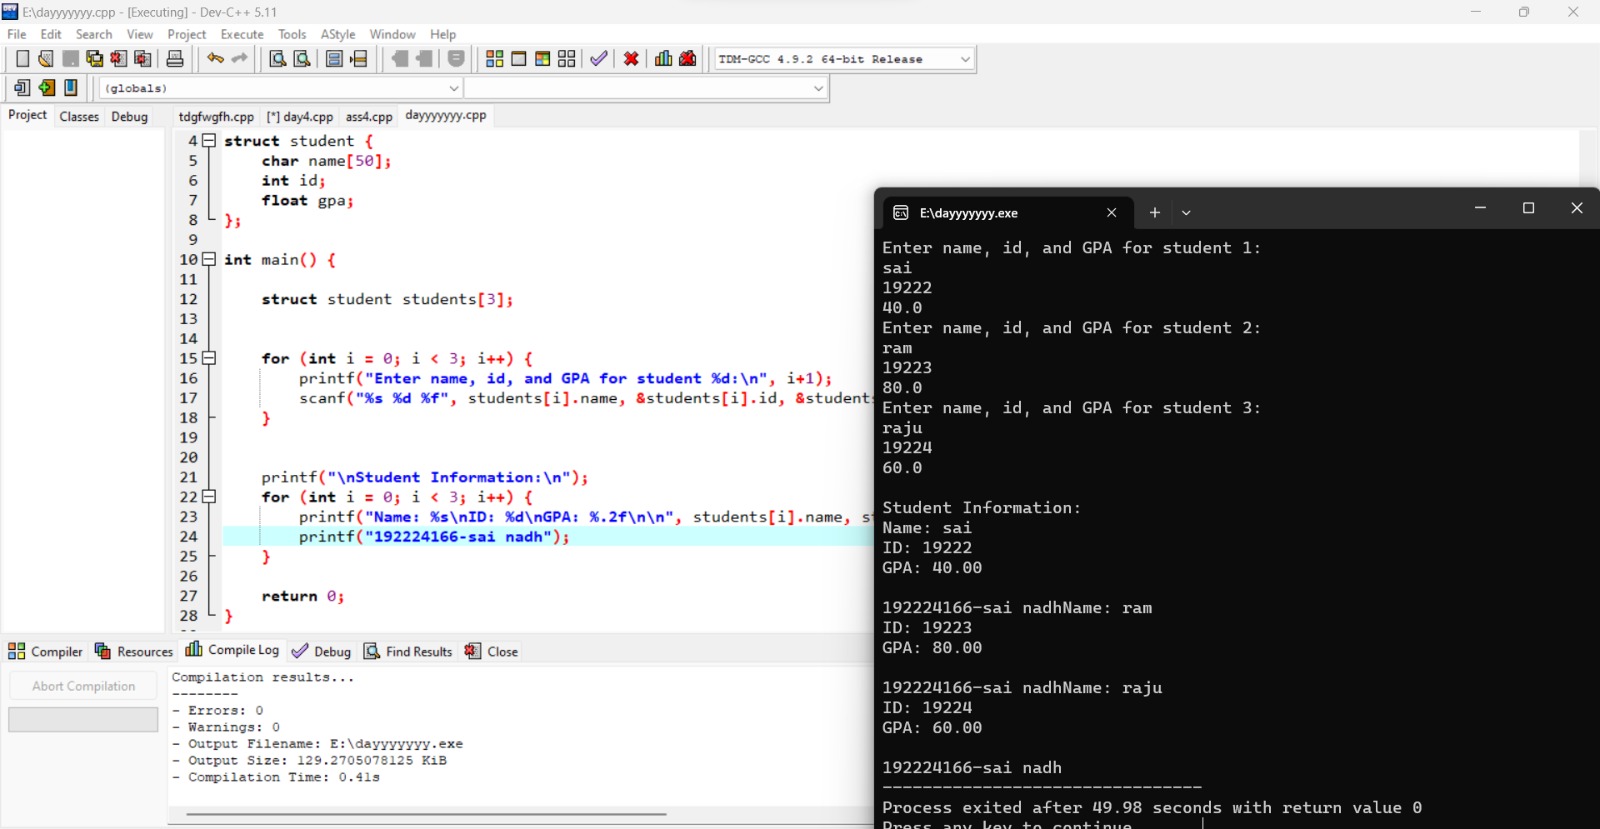 E:\dayyyyyyy.cpp - [Executing] - Dev-C++ 5.11
File Edit Search View Project Execute Tools AStyle Window Help
TDM-GCC 4.9.2 64-bit Release
(globals)
Project Classes Debug
tdgfwgfh.cpp [*] day4.cpp ass4.cpp dayyyyyyy.cpp
4 struct student {
5 char name[50];
6 int id;
7 float gpa;
8 };
9
10 int main() {
11
12 struct student students[3];
13
14
15 for (int i = 0; i < 3; i++) {
16 printf("Enter name, id, and GPA for student %d:\n", i+1);
17 scanf("%s %d %f", students[i].name, &students[i].id, &student
18 }
19
20
21 printf("\nStudent Information:\n");
22 for (int i = 0; i < 3; i++) {
23 printf("Name: %s\nID: %d\nGPA: %.2f\n\n", students[i].name, s
24 printf("192224166-sai nadh");
25 }
26
27 return 0;
28 }
Compiler Resources Compile Log Debug Find Results Close
Abort Compilation
Compilation results...
--------
- Errors: 0
- Warnings: 0
- Output Filename: E:\dayyyyyyy.exe
- Output Size: 129.2705078125 KiB
- Compilation Time: 0.41s
E:\dayyyyyyy.exe
Enter name, id, and GPA for student 1:
sai
19222
40.0
Enter name, id, and GPA for student 2:
ram
19223
80.0
Enter name, id, and GPA for student 3:
raju
19224
60.0
Student Information:
Name: sai
ID: 19222
GPA: 40.00
192224166-sai nadhName: ram
ID: 19223
GPA: 80.00
192224166-sai nadhName: raju
ID: 19224
GPA: 60.00
192224166-sai nadh
--------------------------------
Process exited after 49.98 seconds with return value 0
Press any key to continue